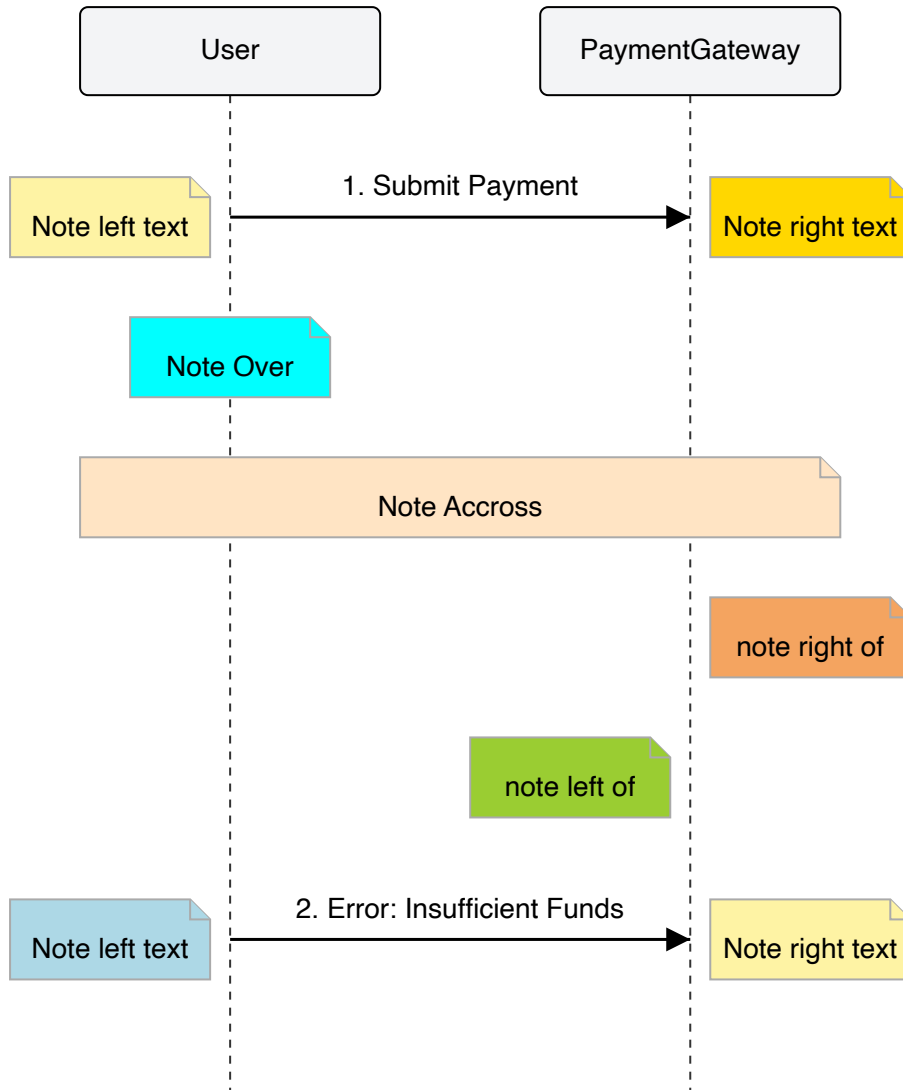 User
PaymentGateway
1. Submit Payment
Note left text
Note right text
Note Over
Note Accross
note right of
note left of
2. Error: Insufficient Funds
Note left text
Note right text